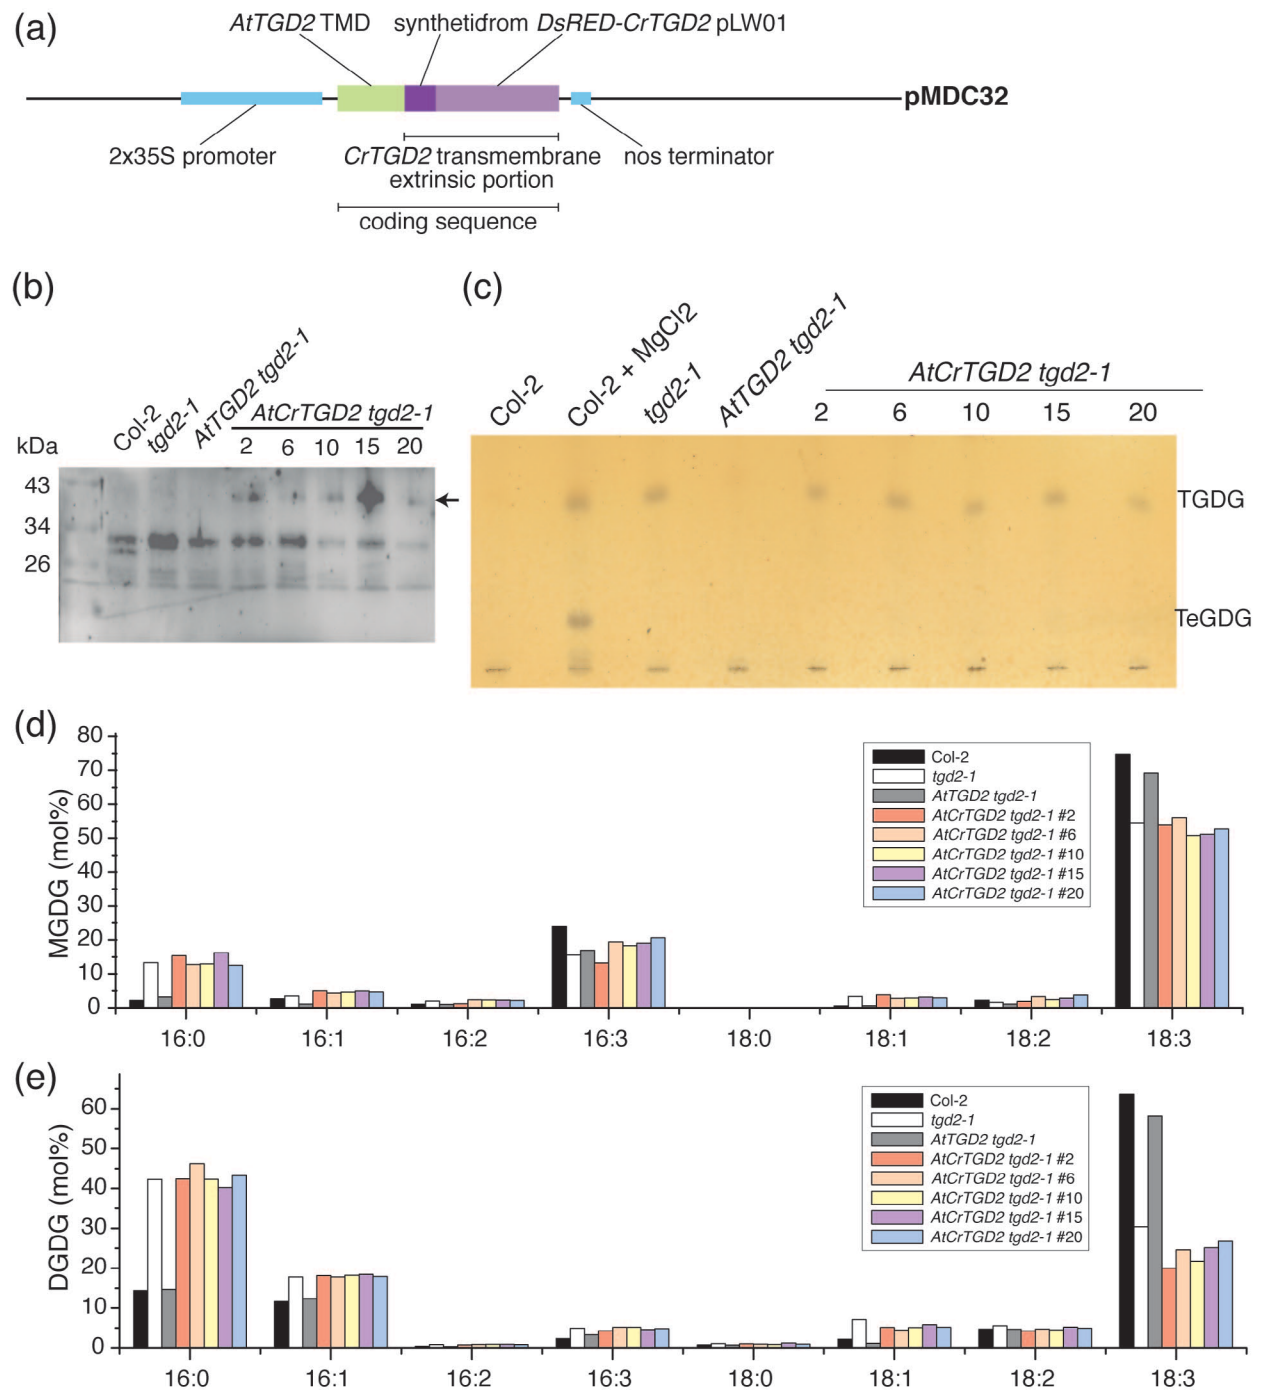 (a)
AtTGD2 TMD
synthetidfrom DsRED-CrTGD2 pLW01
pMDC32
2x35S promoter
CrTGD2 transmembrane
extrinsic portion
nos terminator
coding sequence
(b)
Col-2
tgd2-1
AtTGD2 tgd2-1
AtCrTGD2 tgd2-1
kDa
2 6 10 15 20
43
34
26
(c)
Col-2
Col-2 + MgCl2
tgd2-1
AtTGD2 tgd2-1
AtCrTGD2 tgd2-1
2 6 10 15 20
TGDG
TeGDG
(d)
MGDG (mol%)
80
70
60
50
40
30
20
10
0
Col-2
tgd2-1
AtTGD2 tgd2-1
AtCrTGD2 tgd2-1 #2
AtCrTGD2 tgd2-1 #6
AtCrTGD2 tgd2-1 #10
AtCrTGD2 tgd2-1 #15
AtCrTGD2 tgd2-1 #20
16:0 16:1 16:2 16:3 18:0 18:1 18:2 18:3
(e)
DGDG (mol%)
60
50
40
30
20
10
0
Col-2
tgd2-1
AtTGD2 tgd2-1
AtCrTGD2 tgd2-1 #2
AtCrTGD2 tgd2-1 #6
AtCrTGD2 tgd2-1 #10
AtCrTGD2 tgd2-1 #15
AtCrTGD2 tgd2-1 #20
16:0 16:1 16:2 16:3 18:0 18:1 18:2 18:3